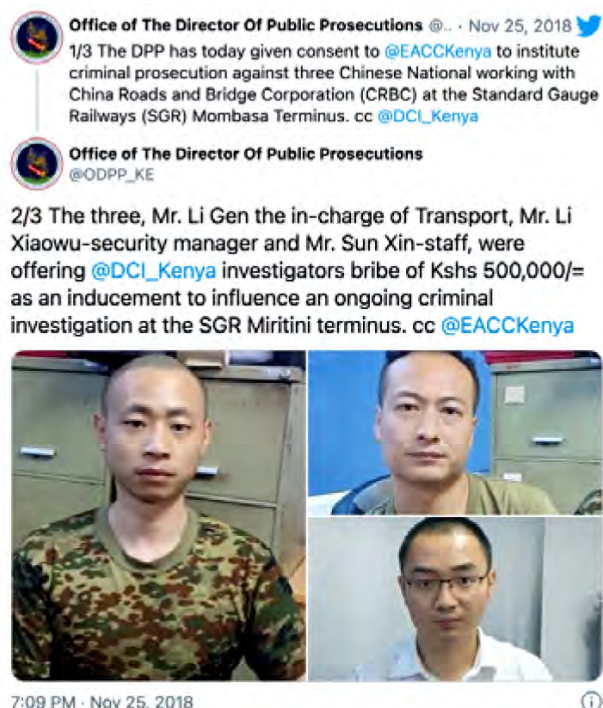 Office of The Director Of Public Prosecutions @.. · Nov 25, 2018
1/3 The DPP has today given consent to @EACCKenya to institute
criminal prosecution against three Chinese National working with
China Roads and Bridge Corporation (CRBC) at the Standard Gauge
Railways (SGR) Mombasa Terminus. cc @DCI_Kenya
Office of The Director Of Public Prosecutions
@ODPP_KE
2/3 The three, Mr. Li Gen the in-charge of Transport, Mr. Li
Xiaowu-security manager and Mr. Sun Xin-staff, were
offering @DCI_Kenya investigators bribe of Kshs 500,000/=
as an inducement to influence an ongoing criminal
investigation at the SGR Miritini terminus. cc @EACCKenya
7:09 PM · Nov 25, 2018